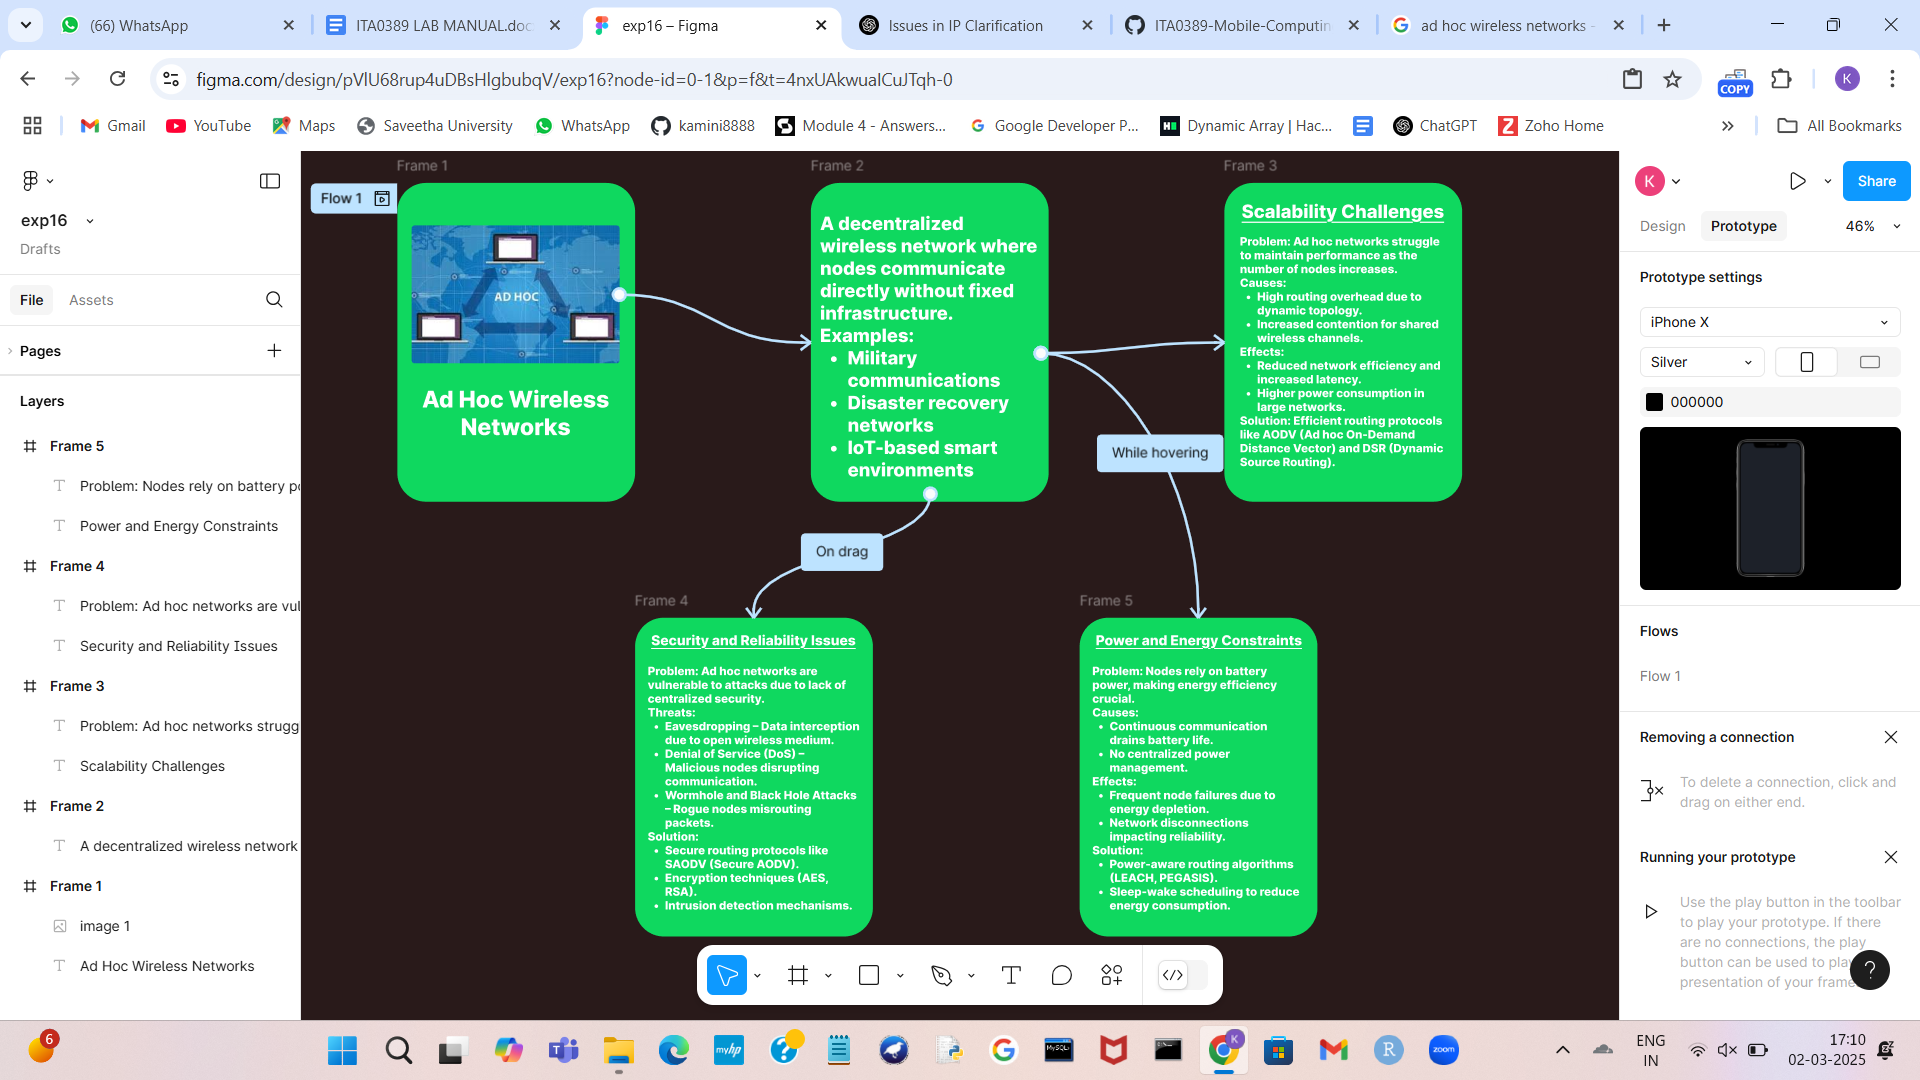 (66) WhatsApp
ITA0389 LAB MANUAL.doc
exp16 – Figma
Issues in IP Clarification
ITA0389-Mobile-Computin
ad hoc wireless networks -
figma.com/design/pVlU68rup4uDBsHlgbubqV/exp16?node-id=0-1&p=f&t=4nxUAkwuaICuJTqh-0
COPY
K
Gmail
YouTube
Maps
Saveetha University
WhatsApp
kamini8888
Module 4 - Answers...
Google Developer P...
Dynamic Array | Hac...
ChatGPT
Zoho Home
All Bookmarks
exp16
Drafts
File
Assets
Pages
Layers
Frame 5
Problem: Nodes rely on battery po
Power and Energy Constraints
Frame 4
Problem: Ad hoc networks are vul
Security and Reliability Issues
Frame 3
Problem: Ad hoc networks strugg
Scalability Challenges
Frame 2
A decentralized wireless network
Frame 1
image 1
Ad Hoc Wireless Networks
Flow 1
Frame 1
AD HOC
Ad Hoc Wireless
Networks
Frame 2
A decentralized
wireless network where
nodes communicate
directly without fixed
infrastructure.
Examples:
• Military
communications
• Disaster recovery
networks
• IoT-based smart
environments
Frame 3
Scalability Challenges
Problem: Ad hoc networks struggle
to maintain performance as the
number of nodes increases.
Causes:
• High routing overhead due to
dynamic topology.
• Increased contention for shared
wireless channels.
Effects:
• Reduced network efficiency and
increased latency.
• Higher power consumption in
large networks.
Solution: Efficient routing protocols
like AODV (Ad hoc On-Demand
Distance Vector) and DSR (Dynamic
Source Routing).
While hovering
On drag
Frame 4
Security and Reliability Issues
Problem: Ad hoc networks are
vulnerable to attacks due to lack of
centralized security.
Threats:
• Eavesdropping – Data interception
due to open wireless medium.
• Denial of Service (DoS) –
Malicious nodes disrupting
communication.
• Wormhole and Black Hole Attacks
– Rogue nodes misrouting
packets.
Solution:
• Secure routing protocols like
SAODV (Secure AODV).
• Encryption techniques (AES,
RSA).
• Intrusion detection mechanisms.
Frame 5
Power and Energy Constraints
Problem: Nodes rely on battery
power, making energy efficiency
crucial.
Causes:
• Continuous communication
drains battery life.
• No centralized power
management.
Effects:
• Frequent node failures due to
energy depletion.
• Network disconnections
impacting reliability.
Solution:
• Power-aware routing algorithms
(LEACH, PEGASIS).
• Sleep-wake scheduling to reduce
energy consumption.
K
Share
Design
Prototype
46%
Prototype settings
iPhone X
Silver
000000
Flows
Flow 1
Removing a connection
To delete a connection, click and
drag on either end.
Running your prototype
Use the play button in the toolbar
to play your prototype. If there
are no connections, the play
button can be used to pla
presentation of your frame
?
6
myhp
MySQL
K
R
zoom
ENG
IN
17:10
02-03-2025